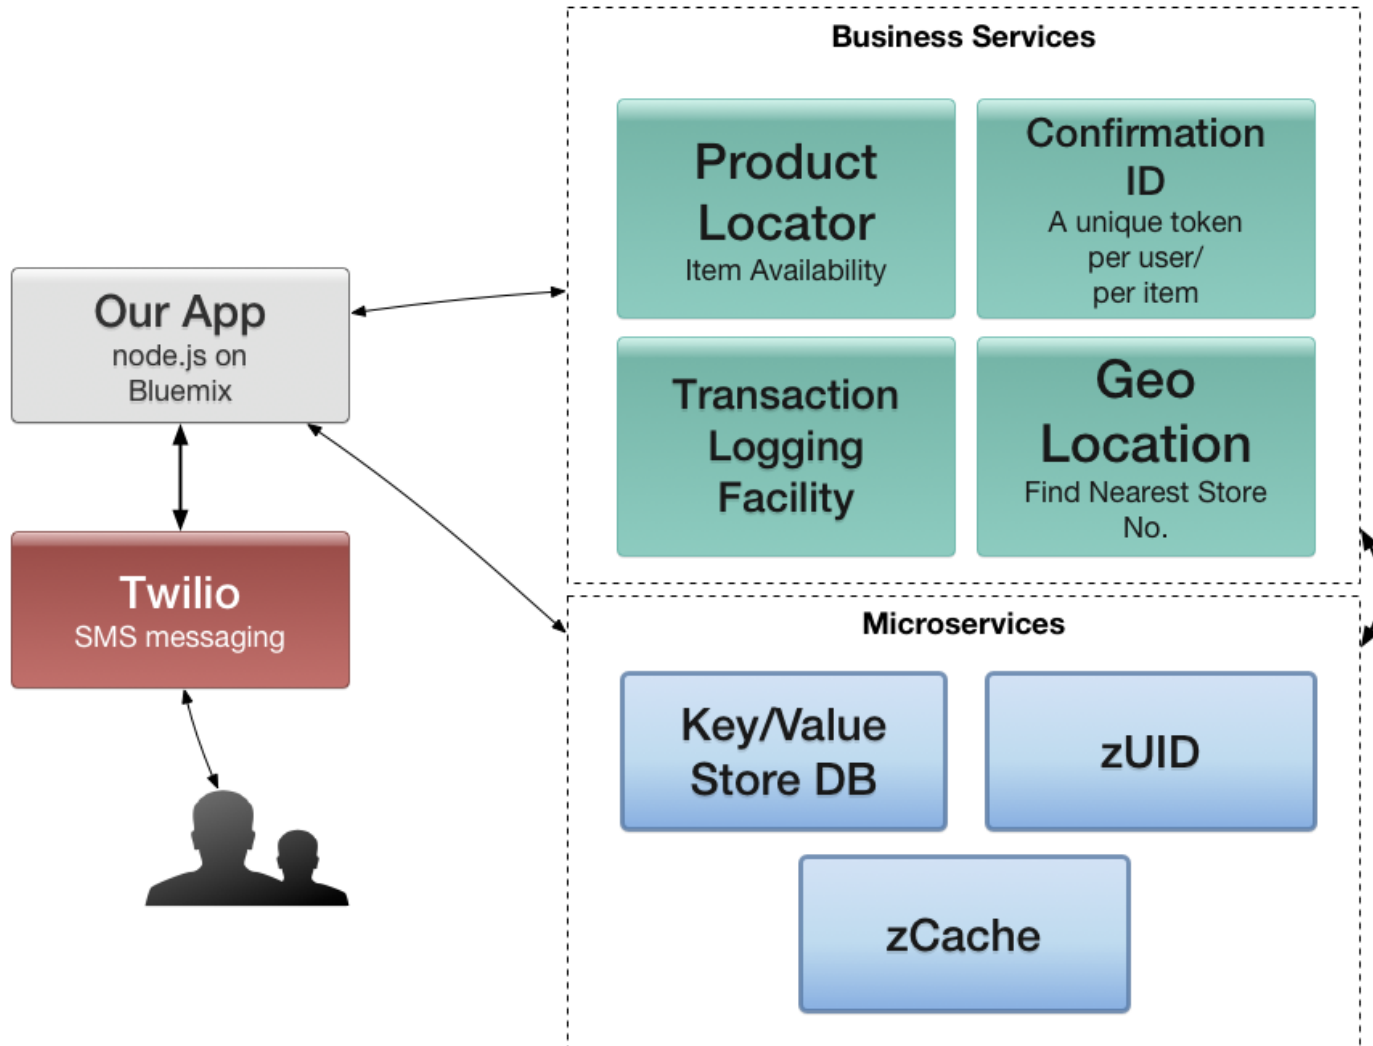 Business Services
Product
Locator
Item Availability
Confirmation
ID
A unique token
per user/
per item
Our App
node.js on
Bluemix
Transaction
Logging
Facility
Geo
Location
Find Nearest Store
No.
Twilio
SMS messaging
Microservices
Key/Value
Store DB
zUID
zCache